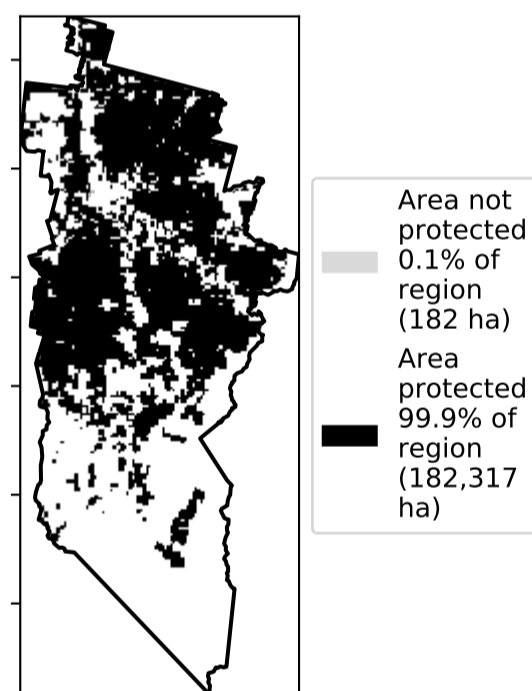 Area not
protected
0.1% of
region
(182 ha)
Area
protected
99.9% of
region
(182,317
ha)